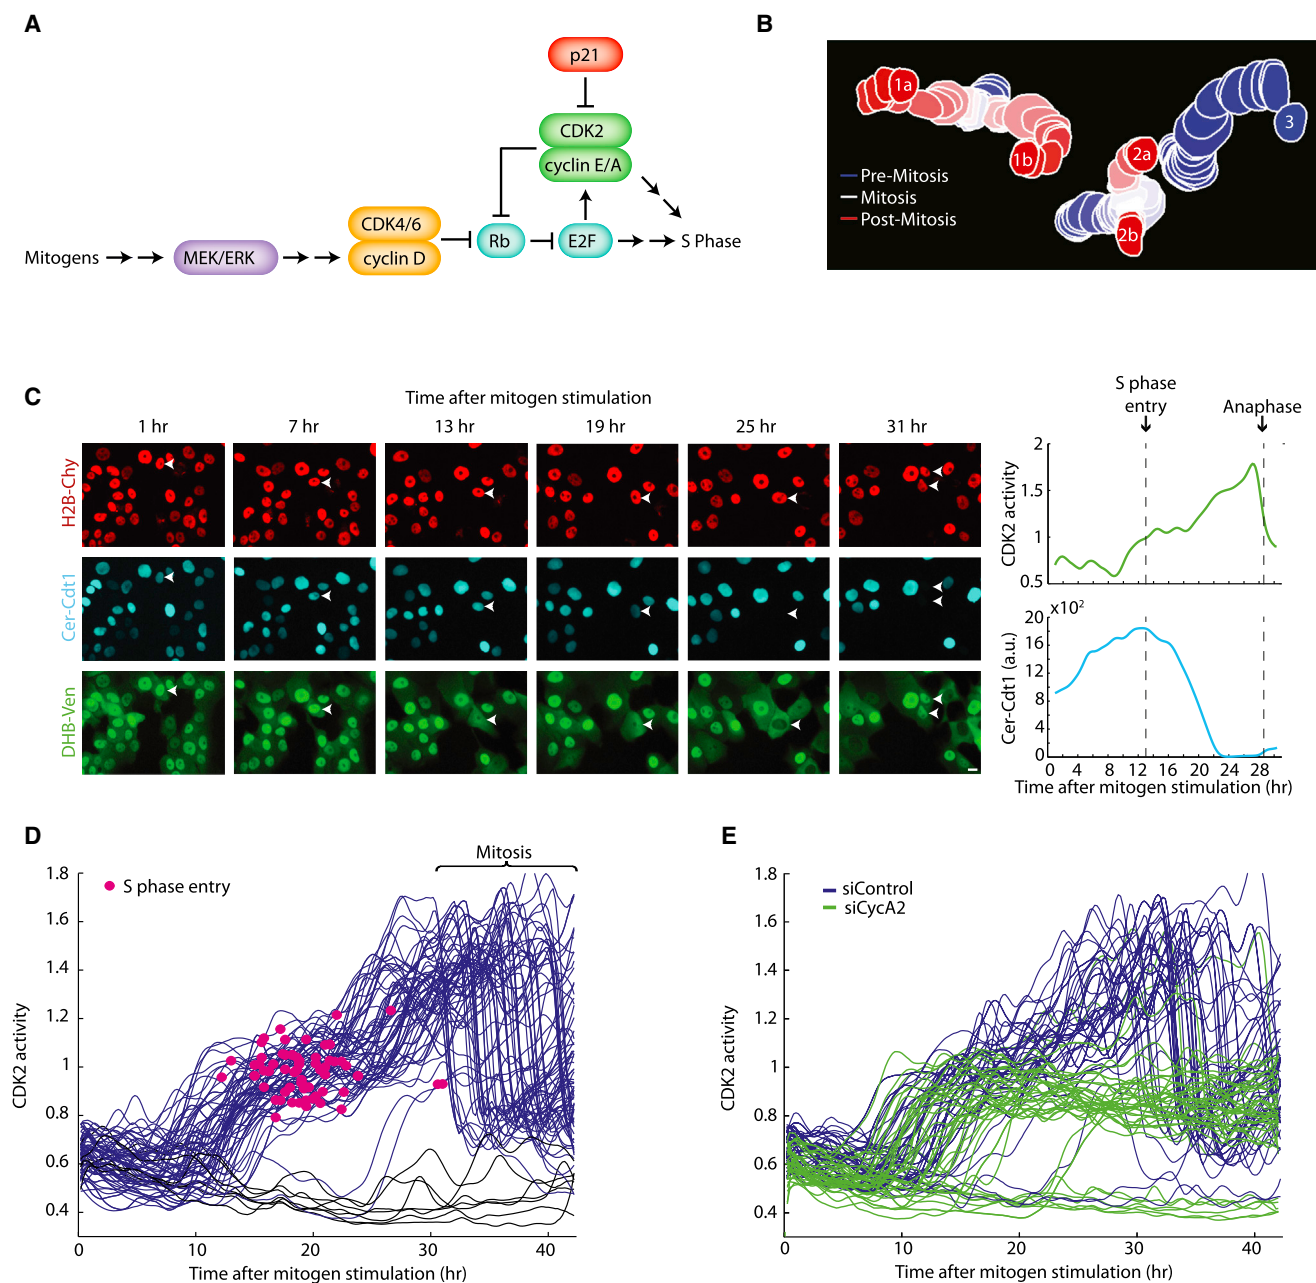 A
p21
CDK2
cyclin E/A
CDK4/6
cyclin D
Rb
E2F
S Phase
Mitogens
MEK/ERK
B
1a
1b
2a
2b
3
Pre-Mitosis
Mitosis
Post-Mitosis
C
Time after mitogen stimulation
1 hr 7 hr 13 hr 19 hr 25 hr 31 hr
H2B-Chy
Cer-Cdt1
DHB-Ven
S phase
entry
Anaphase
2
1.5
1
0.5
CDK2 activity
x10²
20
16
12
8
4
0
Cer-Cdt1 (a.u.)
0 4 8 12 16 20 24 28
Time after mitogen stimulation (hr)
D
Mitosis
S phase entry
1.8
1.6
1.4
1.2
1
0.8
0.6
0.4
CDK2 activity
0 10 20 30 40
Time after mitogen stimulation (hr)
E
siControl
siCycA2
1.8
1.6
1.4
1.2
1
0.8
0.6
0.4
CDK2 activity
0 10 20 30 40
Time after mitogen stimulation (hr)